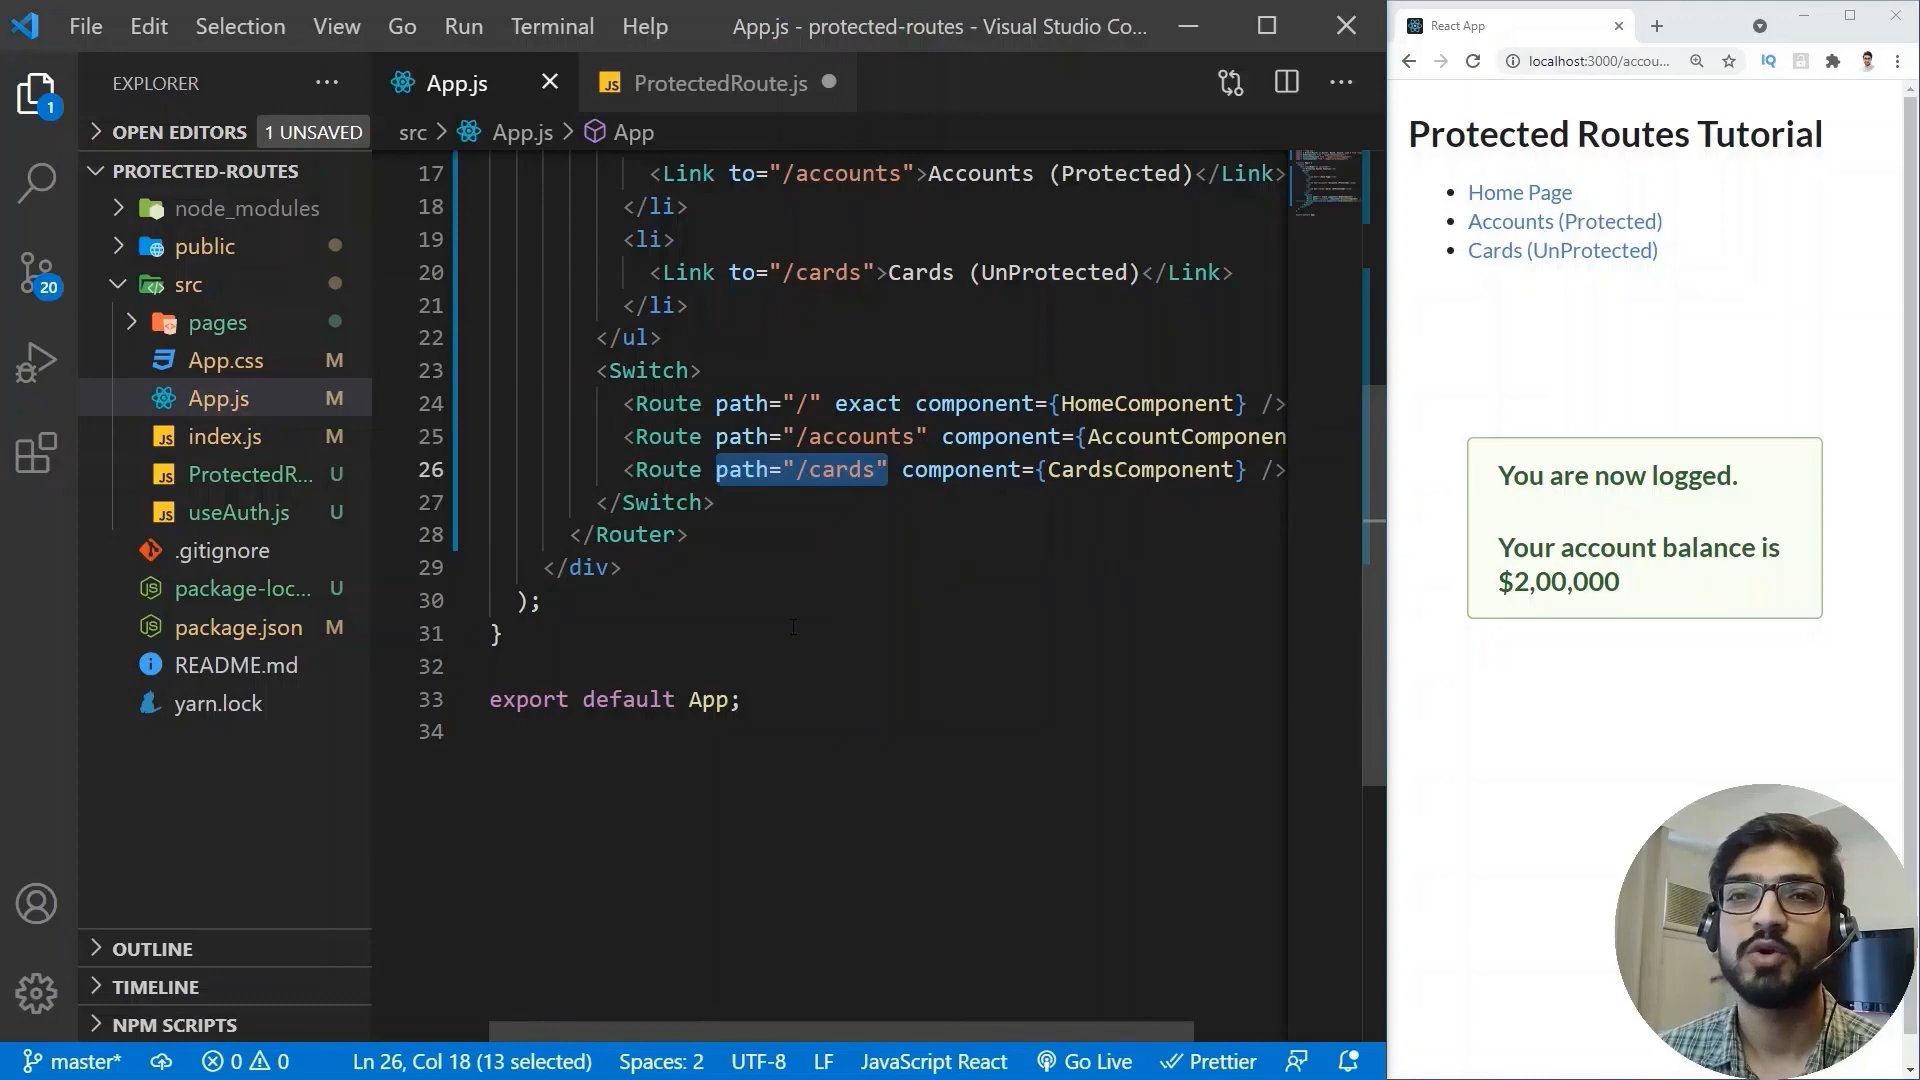 File Edit Selection View Go Run Terminal Help App.js - protected-routes - Visual Studio Co...
EXPLORER
OPEN EDITORS 1 UNSAVED
PROTECTED-ROUTES
node_modules
public
src
pages
App.css M
App.js M
index.js M
ProtectedR... U
useAuth.js U
.gitignore
package-loc... U
package.json M
README.md
yarn.lock
OUTLINE
TIMELINE
NPM SCRIPTS
1
20
App.js
JS ProtectedRoute.js
src > App.js > App
17 <Link to="/accounts">Accounts (Protected)</Link>
18 </li>
19 <li>
20 <Link to="/cards">Cards (UnProtected)</Link>
21 </li>
22 </ul>
23 <Switch>
24 <Route path="/" exact component={HomeComponent} />
25 <Route path="/accounts" component={AccountComponen
26 <Route path="/cards" component={CardsComponent} />
27 </Switch>
28 </Router>
29 </div>
30 );
31 }
32
33 export default App;
34
master* 0 0 Ln 26, Col 18 (13 selected) Spaces: 2 UTF-8 LF JavaScript React Go Live Prettier
React App
localhost:3000/accou...
IQ
Protected Routes Tutorial
Home Page
Accounts (Protected)
Cards (UnProtected)
You are now logged.
Your account balance is
$2,00,000